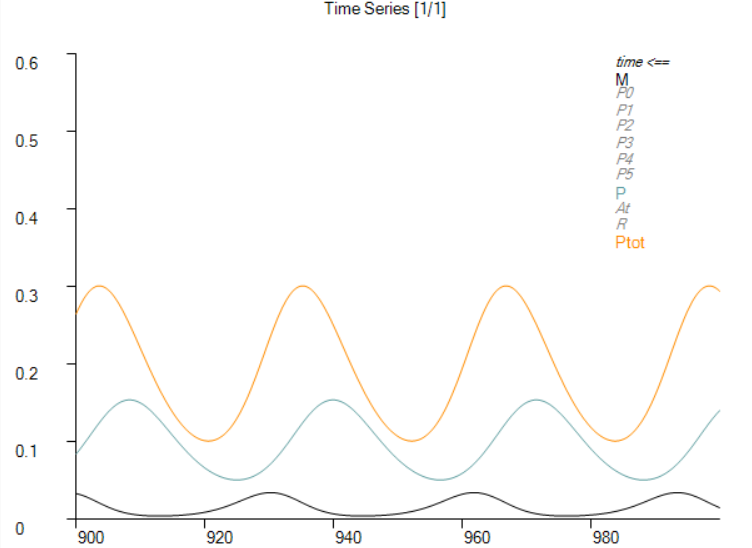 Time Series [1/1]
0.6
0.5
0.4
0.3
0.2
0.1
0
900
920
940
960
980
time <==
M
P0
P1
P2
P3
P4
P5
P
At
R
Ptot